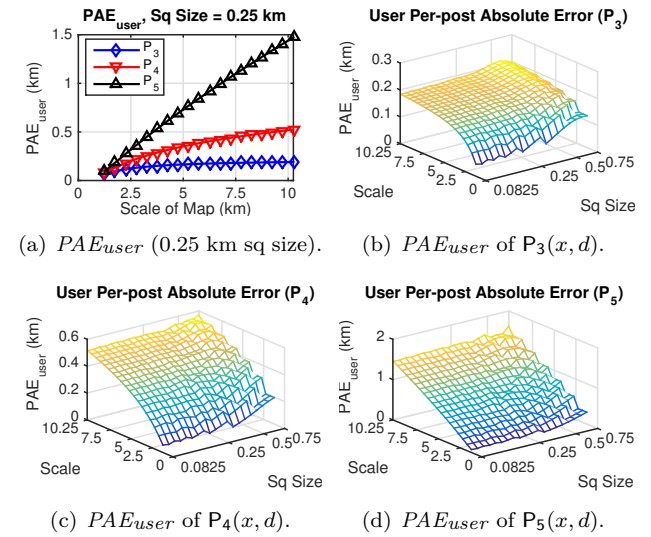 PAE_user, Sq Size = 0.25 km
P_3
P_4
P_5
PAE_user (km)
1.5
1
0.5
0
0 2.5 5 7.5 10
Scale of Map (km)
(a) PAE_user (0.25 km sq size).
User Per-post Absolute Error (P_3)
PAE_user (km)
0.3
0.2
0.1
0
10.25
7.5
5
2.5
0
Scale
0.0825
0.25
0.5
0.75
Sq Size
(b) PAE_user of P_3(x, d).
User Per-post Absolute Error (P_4)
PAE_user (km)
0.6
0.4
0.2
0
10.25
7.5
5
2.5
0
Scale
0.0825
0.25
0.5
0.75
Sq Size
(c) PAE_user of P_4(x, d).
User Per-post Absolute Error (P_5)
PAE_user (km)
2
1
0
10.25
7.5
5
2.5
0
Scale
0.0825
0.25
0.5
0.75
Sq Size
(d) PAE_user of P_5(x, d).